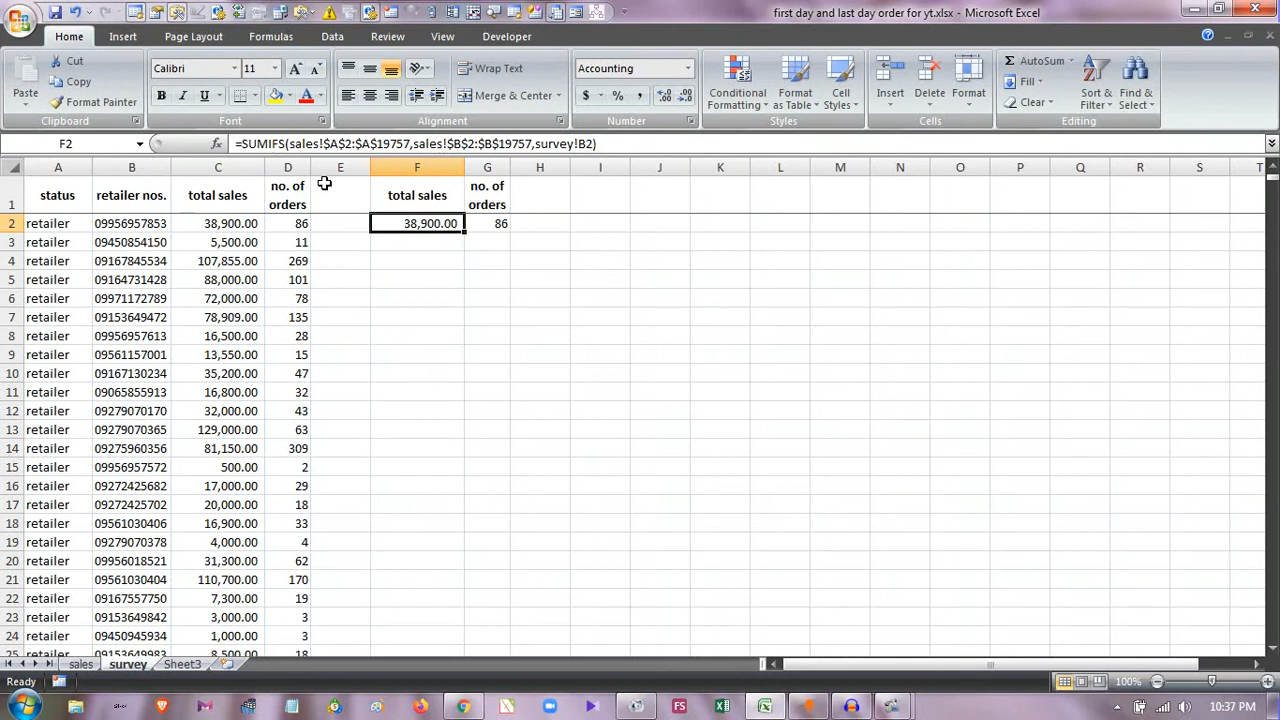 first day and last day order for yt.xlsx - Microsoft Excel
Home Insert Page Layout Formulas Data Review View Developer
Paste Cut Copy Format Painter Clipboard
Calibri 11 B I U Font
Wrap Text Merge & Center Alignment
Accounting $ % , Number
Conditional Formatting Format as Table Cell Styles Styles
Insert Delete Format Cells
Σ AutoSum Fill Clear Sort & Filter Find & Select Editing
F2 fx =SUMIFS(sales!$A$2:$A$19757,sales!$B$2:$B$19757,survey!B2)
A B C D E F G H I J K L M N O P Q R S T
1 status retailer nos. total sales no. of orders total sales no. of orders
2 retailer 09956957853 38,900.00 86 38,900.00 86
3 retailer 09450854150 5,500.00 11
4 retailer 09167845534 107,855.00 269
5 retailer 09164731428 88,000.00 101
6 retailer 09971172789 72,000.00 78
7 retailer 09153649472 78,909.00 135
8 retailer 09956957613 16,500.00 28
9 retailer 09561157001 13,550.00 15
10 retailer 09167130234 35,200.00 47
11 retailer 09065855913 16,800.00 32
12 retailer 09279070170 32,000.00 43
13 retailer 09279070365 129,000.00 63
14 retailer 09275960356 81,150.00 309
15 retailer 09956957572 500.00 2
16 retailer 09272425682 17,000.00 29
17 retailer 09272425702 20,000.00 18
18 retailer 09561030406 16,900.00 33
19 retailer 09279070378 4,000.00 4
20 retailer 09956018521 31,300.00 62
21 retailer 09561030404 110,700.00 170
22 retailer 09167557750 7,300.00 19
23 retailer 09153649842 3,000.00 3
24 retailer 09450945934 1,000.00 3
25 retailer 09153649983 8,500.00 18
sales survey Sheet3
Ready 100%
FS
10:37 PM